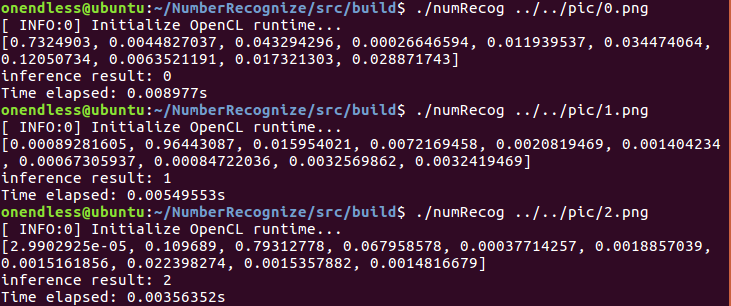 onendless@ubuntu:~/NumberRecognize/src/build$ ./numRecog ../../pic/0.png
[ INFO:0] Initialize OpenCL runtime...
[0.7324903, 0.0044827037, 0.043294296, 0.00026646594, 0.011939537, 0.034474064,
0.12050734, 0.0063521191, 0.017321303, 0.028871743]
inference result: 0
Time elapsed: 0.008977s
onendless@ubuntu:~/NumberRecognize/src/build$ ./numRecog ../../pic/1.png
[ INFO:0] Initialize OpenCL runtime...
[0.00089281605, 0.96443087, 0.015954021, 0.0072169458, 0.0020819469, 0.001404234
, 0.00067305937, 0.00084722036, 0.0032569862, 0.0032419469]
inference result: 1
Time elapsed: 0.00549553s
onendless@ubuntu:~/NumberRecognize/src/build$ ./numRecog ../../pic/2.png
[ INFO:0] Initialize OpenCL runtime...
[2.9902925e-05, 0.109689, 0.79312778, 0.067958578, 0.00037714257, 0.0018857039,
0.0015161856, 0.022398274, 0.0015357882, 0.0014816679]
inference result: 2
Time elapsed: 0.00356352s